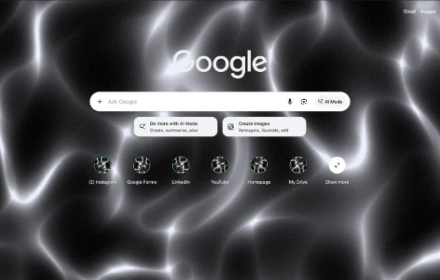 Gmail Images
Google
Ask Google
AI Mode
Do more with AI Mode
Create, summarize, plan
Create images
Reimagine, illustrate, edit
(2) Instagram
Google Forms
LinkedIn
YouTube
Homepage
My Drive
Show more